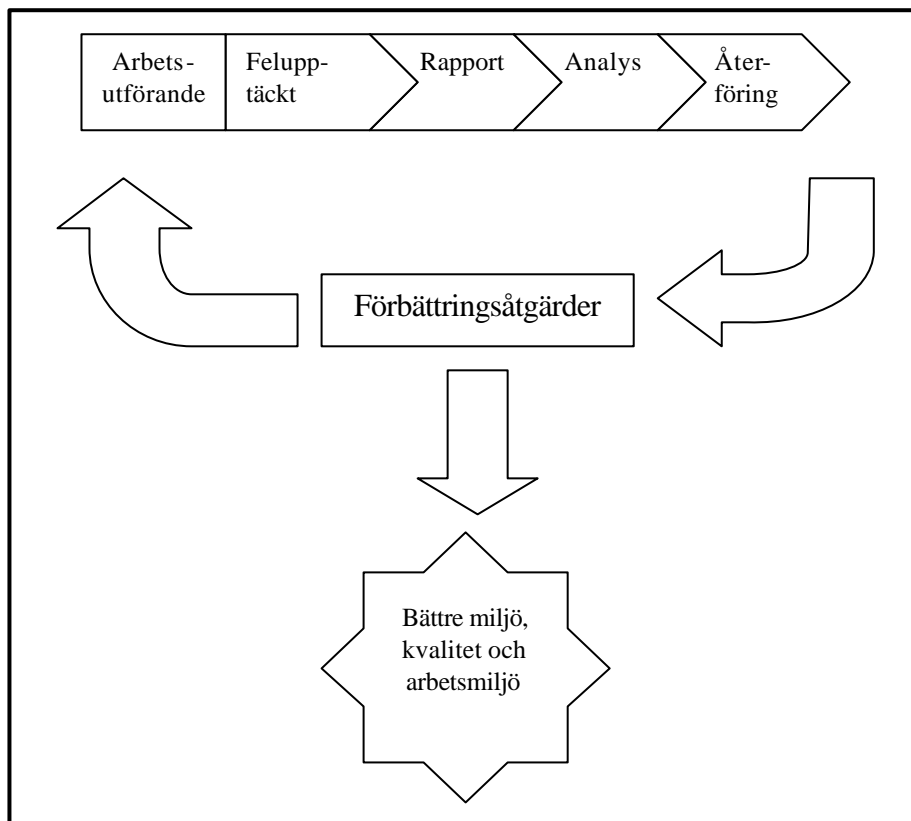 Arbets-
utförande
Felupp-
täckt
Rapport
Analys
Åter-
föring
Förbättringsåtgärder
Bättre miljö,
kvalitet och
arbetsmiljö